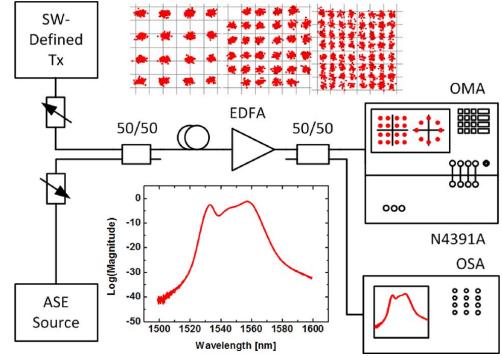 SW-
Defined
Tx
EDFA
50/50
50/50
OMA
N4391A
OSA
ASE
Source
Log(Magnitude)
0
-10
-20
-30
-40
-50
1500 1520 1540 1560 1580 1600
Wavelength [nm]